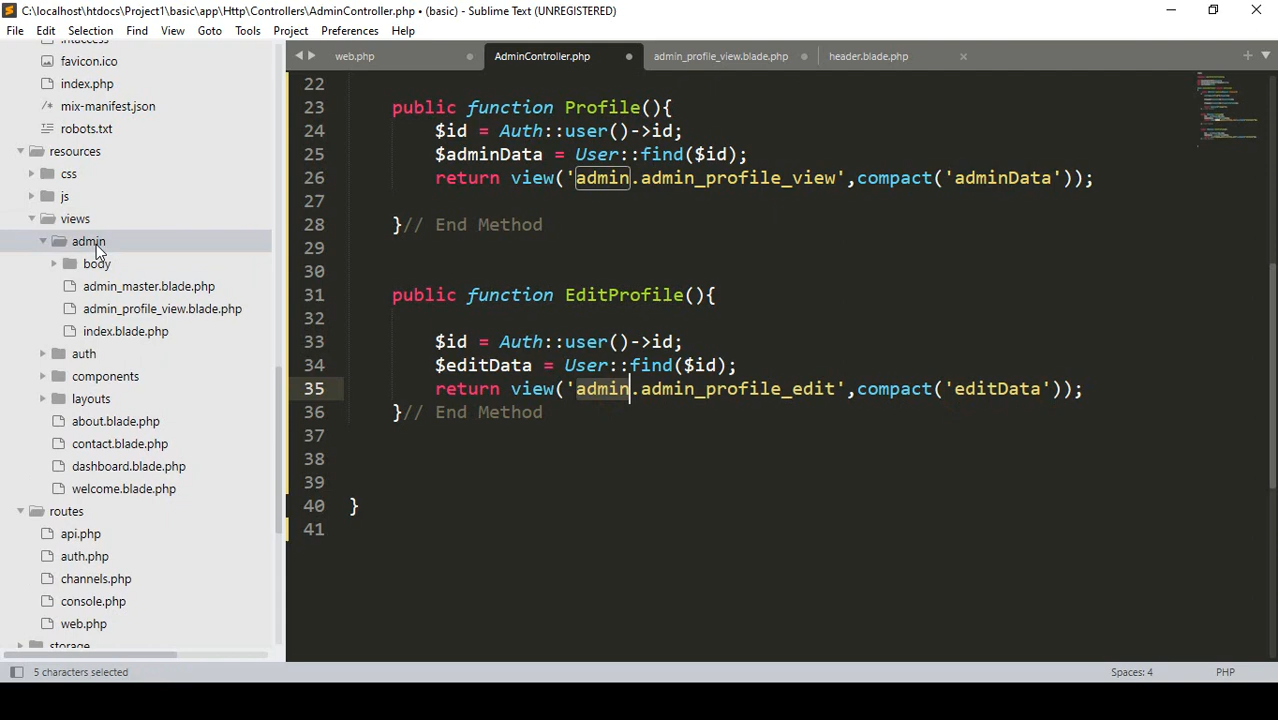 C:\localhost\htdocs\Project1\basic\app\Http\Controllers\AdminController.php • (basic) - Sublime Text (UNREGISTERED)
File Edit Selection Find View Goto Tools Project Preferences Help
favicon.ico
index.php
mix-manifest.json
robots.txt
resources
css
js
views
admin
body
admin_master.blade.php
admin_profile_view.blade.php
index.blade.php
auth
components
layouts
about.blade.php
contact.blade.php
dashboard.blade.php
welcome.blade.php
routes
api.php
auth.php
channels.php
console.php
web.php
storage
web.php AdminController.php admin_profile_view.blade.php header.blade.php
22
23 public function Profile(){
24 $id = Auth::user()->id;
25 $adminData = User::find($id);
26 return view('admin.admin_profile_view',compact('adminData'));
27
28 }// End Method
29
30
31 public function EditProfile(){
32
33 $id = Auth::user()->id;
34 $editData = User::find($id);
35 return view('admin.admin_profile_edit',compact('editData'));
36 }// End Method
37
38
39
40 }
41
5 characters selected Spaces: 4 PHP